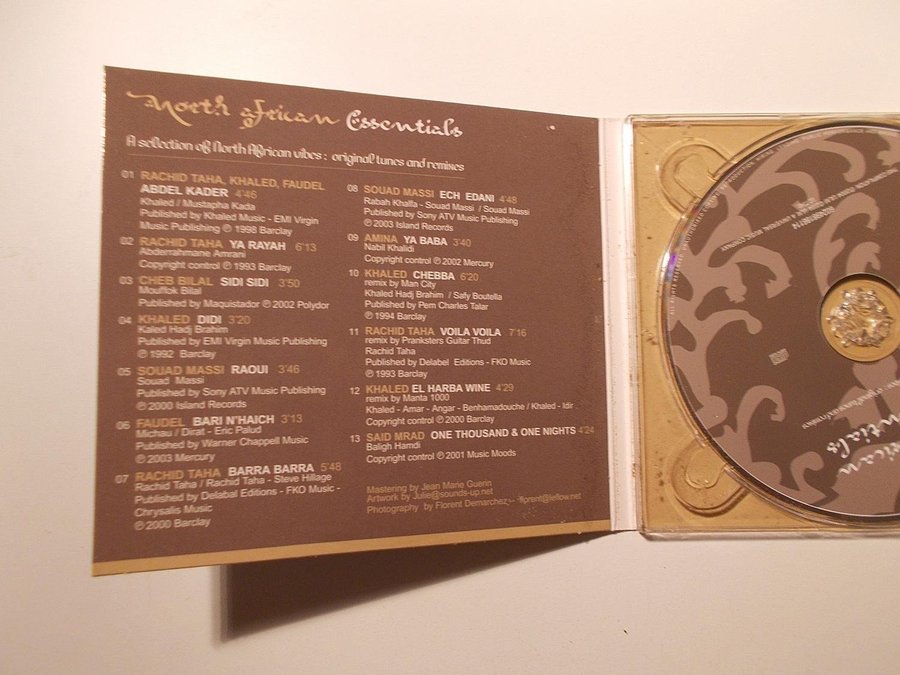 North African Essentials
A selection of North African vibes : original tunes and remixes
01 RACHID TAHA, KHALED, FAUDEL
ABDEL KADER 4'46
Khaled / Mustapha Kada
Published by Khaled Music - EMI Virgin
Music Publishing ℗ 1998 Barclay
02 RACHID TAHA YA RAYAH 6'13
Abderrahmane Amrani
Copyright control ℗ 1993 Barclay
03 CHEB BILAL SIDI SIDI 3'50
Moufflok Bilal
Published by Maquistador ℗ 2002 Polydor
04 KHALED DIDI 3'20
Kaled Hadj Brahim
Published by EMI Virgin Music Publishing
℗ 1992 Barclay
05 SOUAD MASSI RAOUI 3'46
Souad Massi
Published by Sony ATV Music Publishing
℗ 2000 Island Records
06 FAUDEL BARI N'HAICH 3'13
Michau / Dirat - Eric Palud
Published by Warner Chappell Music
℗ 2003 Mercury
07 RACHID TAHA BARRA BARRA 5'48
Rachid Taha / Rachid Taha - Steve Hillage
Published by Delabal Editions - FKO Music -
Chrysalis Music
℗ 2000 Barclay
08 SOUAD MASSI ECH EDANI 4'48
Rabah Khalfa - Souad Massi / Souad Massi
Published by Sony ATV Music Publishing
℗ 2003 Island Records
09 AMINA YA BABA 3'40
Nabil Khalidi
Copyright control ℗ 2002 Mercury
10 KHALED CHEBBA 6'20
remix by Man City
Khaled Hadj Brahim / Safy Boutella
Published by Pem Charles Talar
℗ 1994 Barclay
11 RACHID TAHA VOILA VOILA 7'16
remix by Pranksters Guitar Thud
Rachid Taha
Published by Delabel Editions - FKO Music
℗ 1993 Barclay
12 KHALED EL HARBA WINE 4'29
remix by Manta 1000
Khaled - Amar - Angar - Benhamadouche / Khaled - Idir
Copyright control ℗ 2000 Barclay
13 SAID MRAD ONE THOUSAND & ONE NIGHTS 4'24
Baligh Hamdi
Copyright control ℗ 2001 Music Moods
Mastering by Jean Marie Guerin
Artwork by Julie@sounds-up.net
Photography by Florent Demarchez - florent@leflow.net